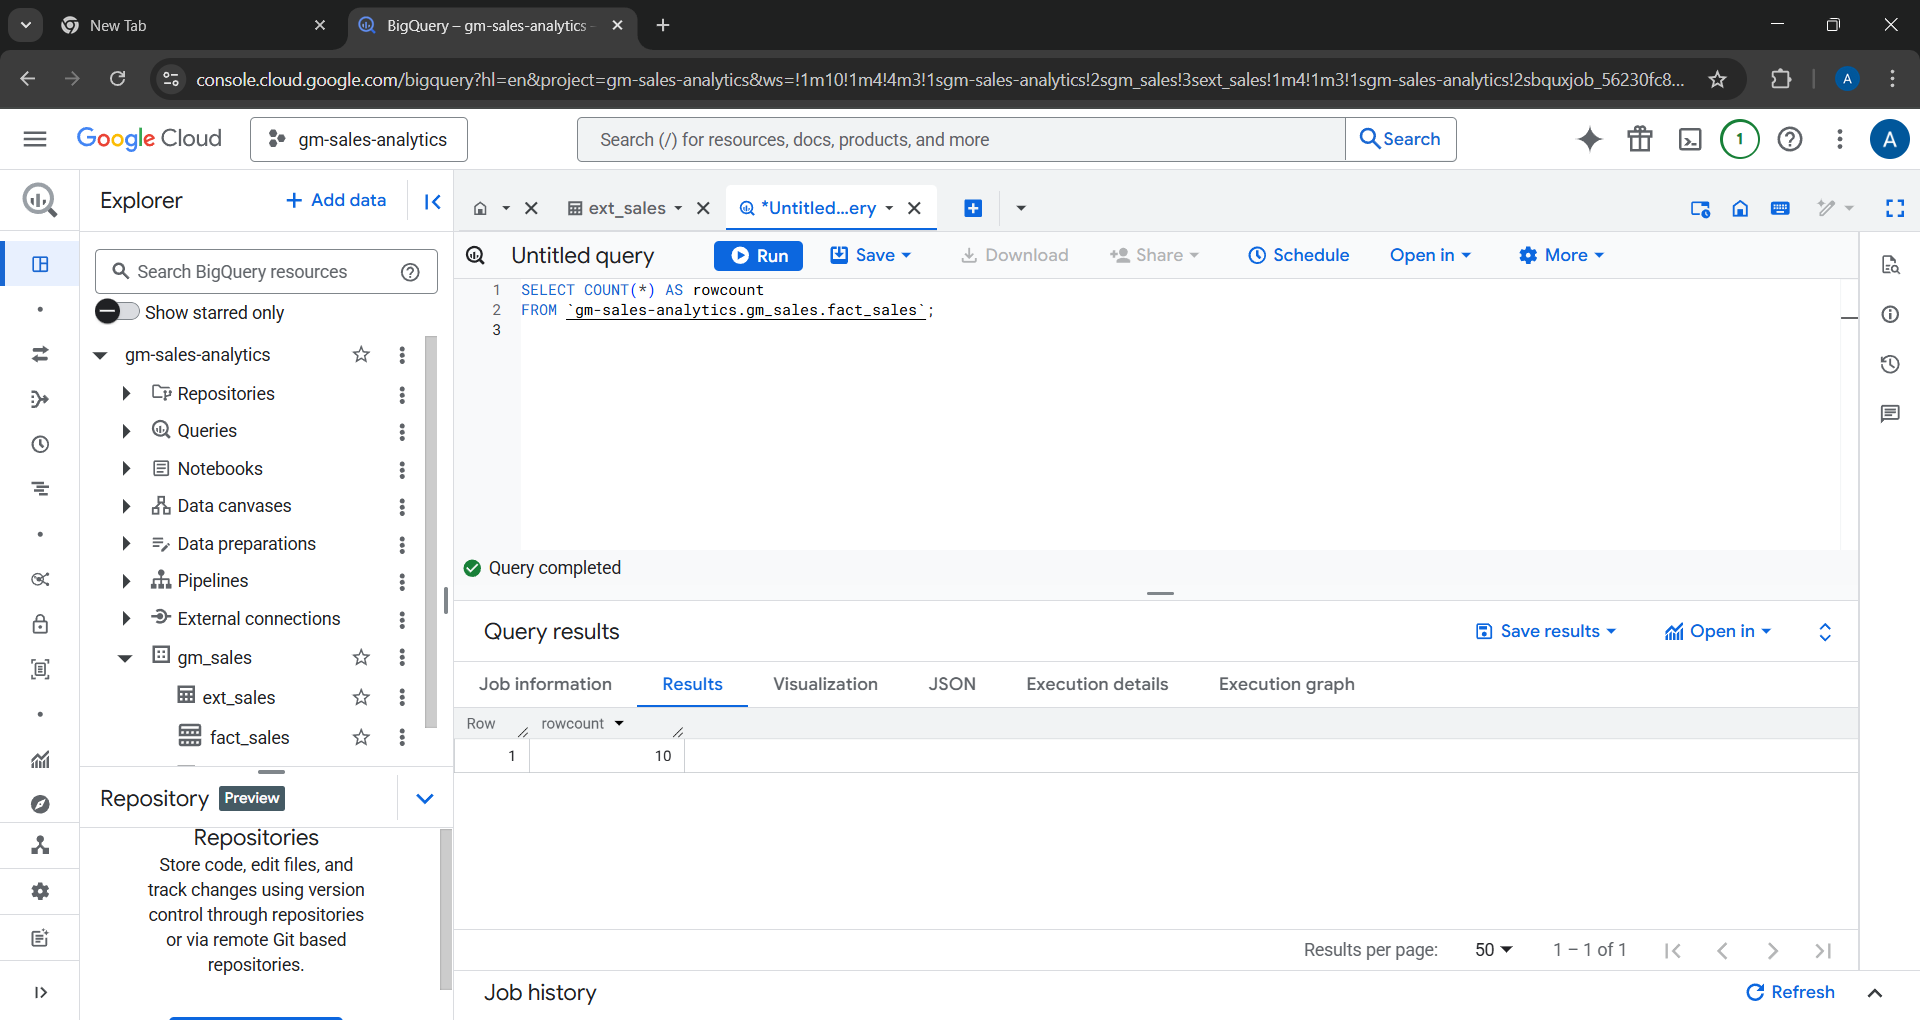 New Tab
BigQuery – gm-sales-analytics -
console.cloud.google.com/bigquery?hl=en&project=gm-sales-analytics&ws=!1m10!1m4!4m3!1sgm-sales-analytics!2sgm_sales!3sext_sales!1m4!1m3!1sgm-sales-analytics!2sbquxjob_56230fc8...
A
Google Cloud
gm-sales-analytics
Search (/) for resources, docs, products, and more
Search
1
A
Explorer
+ Add data
Search BigQuery resources
Show starred only
gm-sales-analytics
Repositories
Queries
Notebooks
Data canvases
Data preparations
Pipelines
External connections
gm_sales
ext_sales
fact_sales
Repository Preview
Repositories
Store code, edit files, and
track changes using version
control through repositories
or via remote Git based
repositories.
ext_sales
*Untitled...ery
Untitled query
Run
Save
Download
Share
Schedule
Open in
More
1 SELECT COUNT(*) AS rowcount
2 FROM `gm-sales-analytics.gm_sales.fact_sales`;
3
Query completed
Query results
Save results
Open in
Job information
Results
Visualization
JSON
Execution details
Execution graph
Row rowcount
1 10
Results per page: 50 1 – 1 of 1
Job history
Refresh